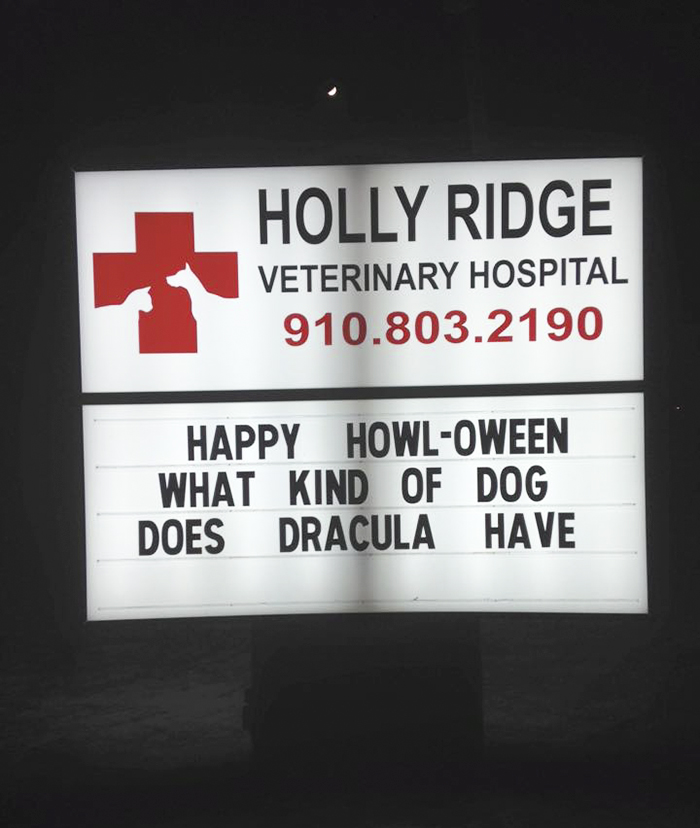 HOLLY RIDGE
VETERINARY HOSPITAL
910.803.2190
HAPPY HOWL-OWEEN
WHAT KIND OF DOG
DOES DRACULA HAVE